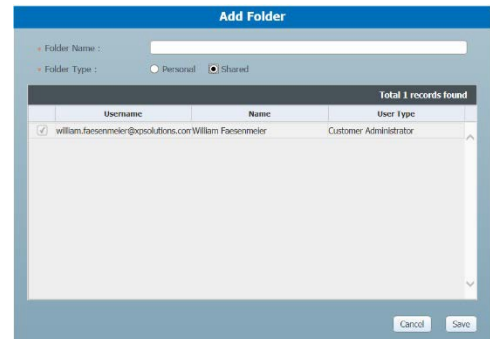 Add Folder
* Folder Name :
* Folder Type : Personal Shared
Total 1 records found
Username Name User Type
william.faesenmeier@xpsolutions.com William Faesenmeier Customer Administrator
Cancel Save